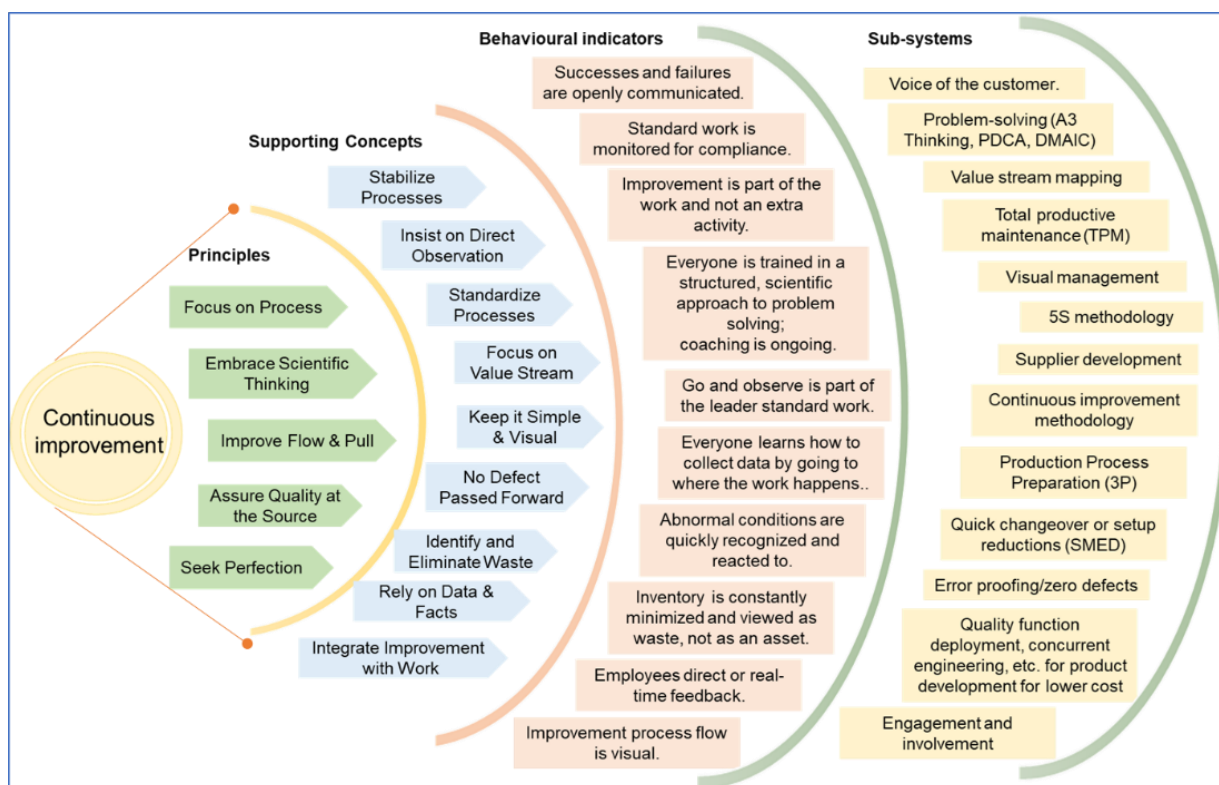 Continuous
improvement
Principles
Focus on Process
Embrace Scientific
Thinking
Improve Flow & Pull
Assure Quality at
the Source
Seek Perfection
Supporting Concepts
Stabilize
Processes
Insist on Direct
Observation
Standardize
Processes
Focus on
Value Stream
Keep it Simple
& Visual
No Defect
Passed Forward
Identify and
Eliminate Waste
Rely on Data &
Facts
Integrate Improvement
with Work
Behavioural indicators
Successes and failures
are openly communicated.
Standard work is
monitored for compliance.
Improvement is part of the
work and not an extra
activity.
Everyone is trained in a
structured, scientific
approach to problem
solving;
coaching is ongoing.
Go and observe is part of
the leader standard work.
Everyone learns how to
collect data by going to
where the work happens..
Abnormal conditions are
quickly recognized and
reacted to.
Inventory is constantly
minimized and viewed as
waste, not as an asset.
Employees direct or real-
time feedback.
Improvement process flow
is visual.
Sub-systems
Voice of the customer.
Problem-solving (A3
Thinking, PDCA, DMAIC)
Value stream mapping
Total productive
maintenance (TPM)
Visual management
5S methodology
Supplier development
Continuous improvement
methodology
Production Process
Preparation (3P)
Quick changeover or setup
reductions (SMED)
Error proofing/zero defects
Quality function
deployment, concurrent
engineering, etc. for product
development for lower cost
Engagement and
involvement